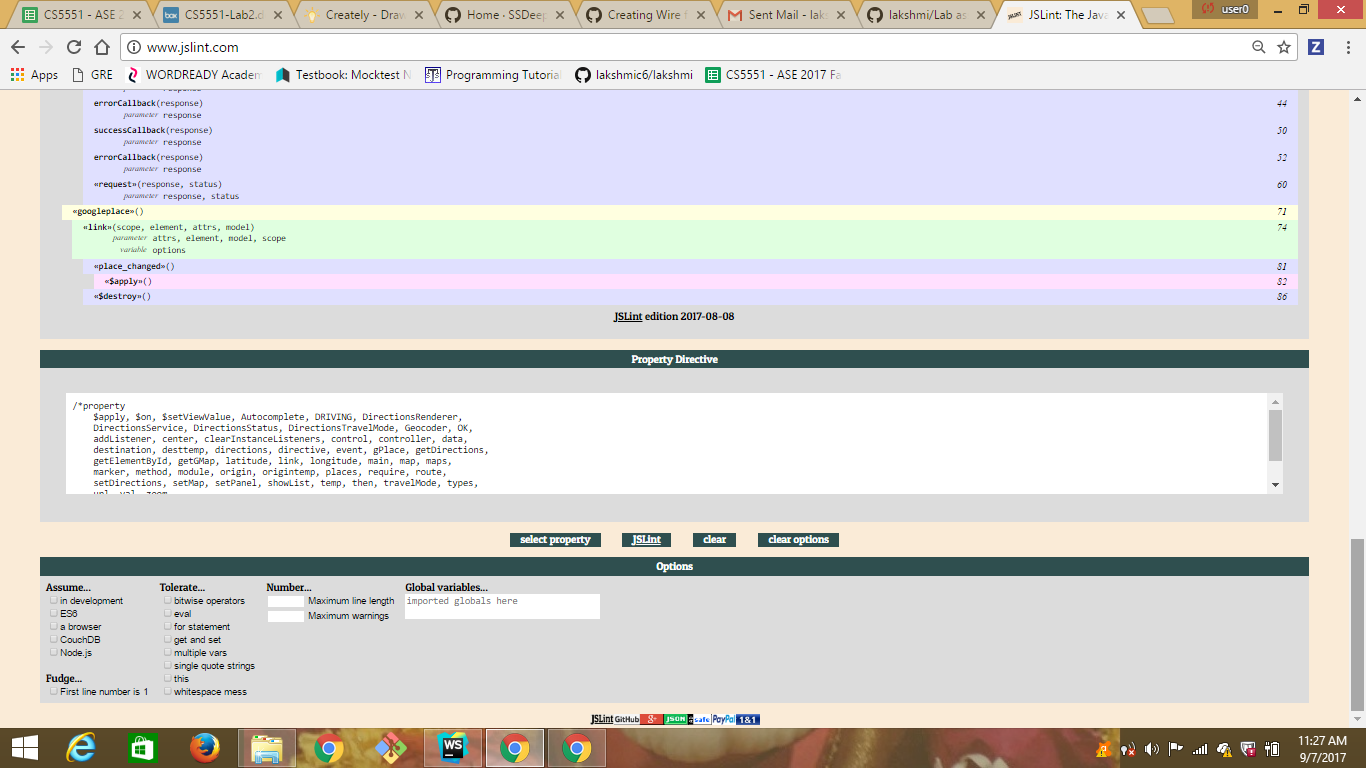 CS5551 - ASE 2
CS5551-Lab2.d
Creately - Draw
Home · SSDeep
Creating Wire f
Sent Mail - laks
lakshmi/Lab as
JSLint: The Java
user0
www.jslint.com
Apps
GRE
WORDREADY Academ
Testbook: Mocktest N
Programming Tutorial
lakshmic6/lakshmi
CS5551 - ASE 2017 Fa
errorCallback(response) 44
parameter response
successCallback(response) 50
parameter response
errorCallback(response) 52
parameter response
«request»(response, status) 60
parameter response, status
«googleplace»() 71
«link»(scope, element, attrs, model) 74
parameter attrs, element, model, scope
variable options
«place_changed»() 81
«$apply»() 82
«$destroy»() 86
JSLint edition 2017-08-08
Property Directive
/*property
$apply, $on, $setViewValue, Autocomplete, DRIVING, DirectionsRenderer,
DirectionsService, DirectionsStatus, DirectionsTravelMode, Geocoder, OK,
addListener, center, clearInstanceListeners, control, controller, data,
destination, desttemp, directions, directive, event, gPlace, getDirections,
getElementById, getGMap, latitude, link, longitude, main, map, maps,
marker, method, module, origin, origintemp, places, require, route,
setDirections, setMap, setPanel, showList, temp, then, travelMode, types,
url, val, zoom
select property JSLint clear clear options
Options
Assume...
in development
ES6
a browser
CouchDB
Node.js
Fudge...
First line number is 1
Tolerate...
bitwise operators
eval
for statement
get and set
multiple vars
single quote strings
this
whitespace mess
Number...
Maximum line length
Maximum warnings
Global variables...
imported globals here
JSLint GitHub g+ JSON safe PayPal 1&1
WS
11:27 AM
9/7/2017